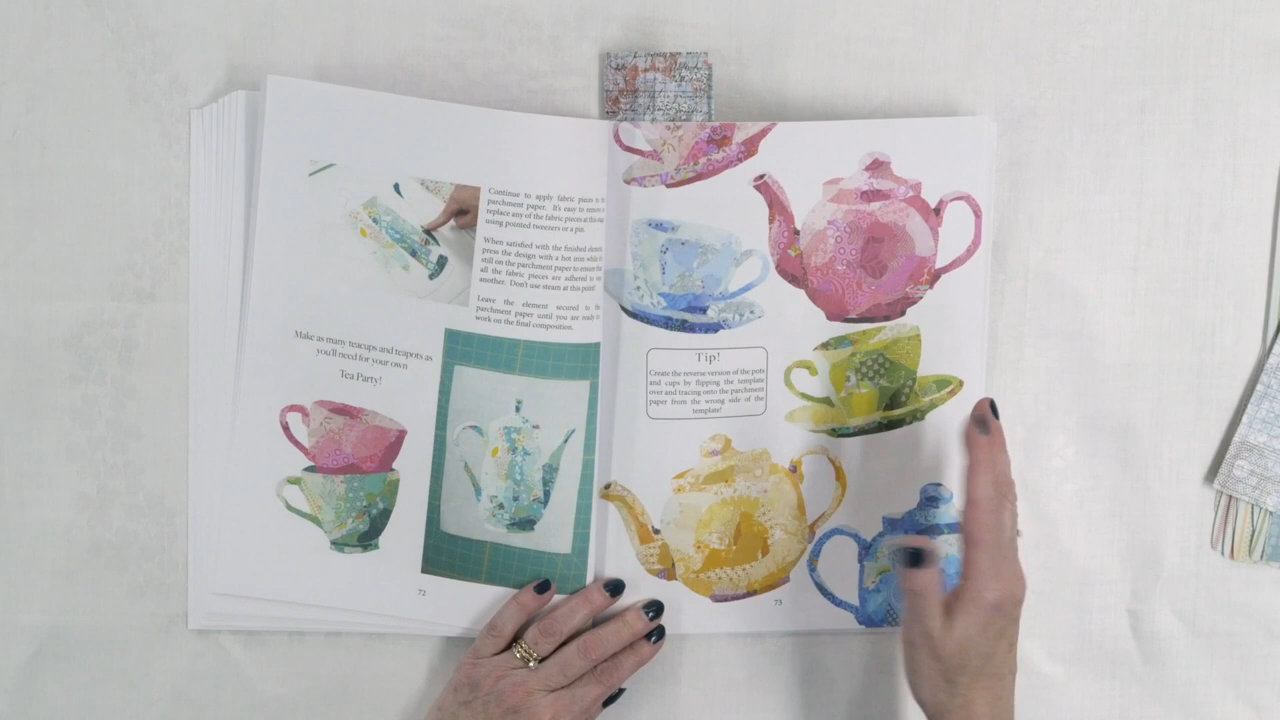 Continue to apply fabric pieces to
parchment paper. It's easy to remove
replace any of the fabric pieces at this
using pointed tweezers or a pin.
When satisfied with the finished
press the design with a hot iron while
still on the parchment paper to ensure
all the fabric pieces are adhered to
another. Don't use steam at this point!
Leave the element secured to
parchment paper until you are ready
work on the final composition.
Make as many teacups and teapots as
you'll need for your own
Tea Party!
72
Tip!
Create the reverse version of the pots
and cups by flipping the template
over and tracing onto the parchment
paper from the wrong side of the
template!
73